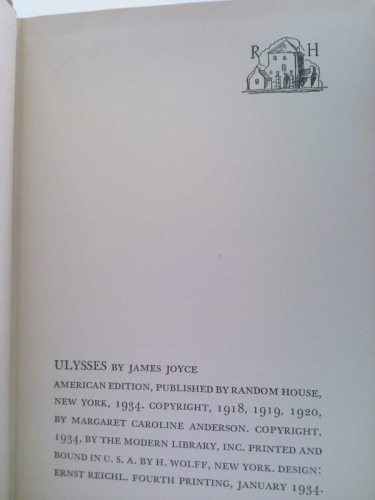 R H
ULYSSES BY JAMES JOYCE
AMERICAN EDITION, PUBLISHED BY RANDOM HOUSE,
NEW YORK, 1934. COPYRIGHT, 1918, 1919, 1920,
BY MARGARET CAROLINE ANDERSON. COPYRIGHT,
1934, BY THE MODERN LIBRARY, INC. PRINTED AND
BOUND IN U. S. A. BY H. WOLFF, NEW YORK. DESIGN:
ERNST REICHL. FOURTH PRINTING, JANUARY 1934.